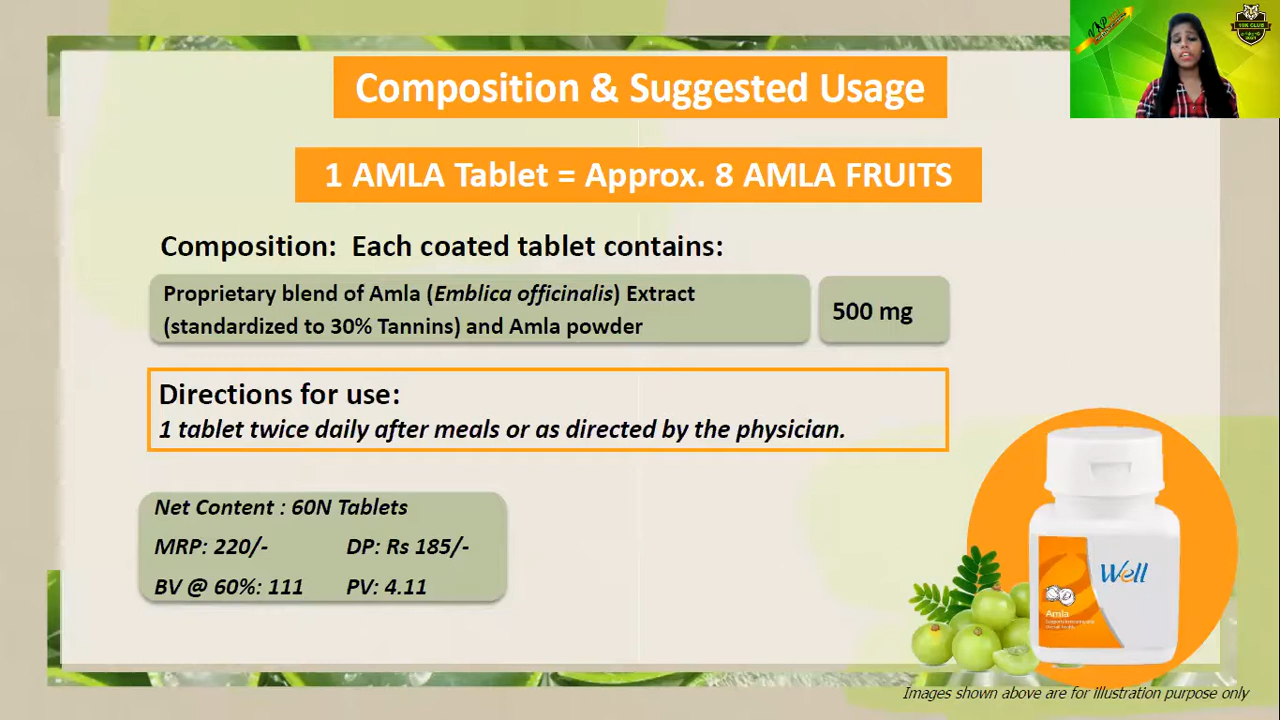 Composition & Suggested Usage
1 AMLA Tablet = Approx. 8 AMLA FRUITS
Composition: Each coated tablet contains:
Proprietary blend of Amla (Emblica officinalis) Extract
(standardized to 30% Tannins) and Amla powder
500 mg
Directions for use:
1 tablet twice daily after meals or as directed by the physician.
Net Content : 60N Tablets
MRP: 220/- DP: Rs 185/-
BV @ 60%: 111 PV: 4.11
Well
Amla
Images shown above are for illustration purpose only